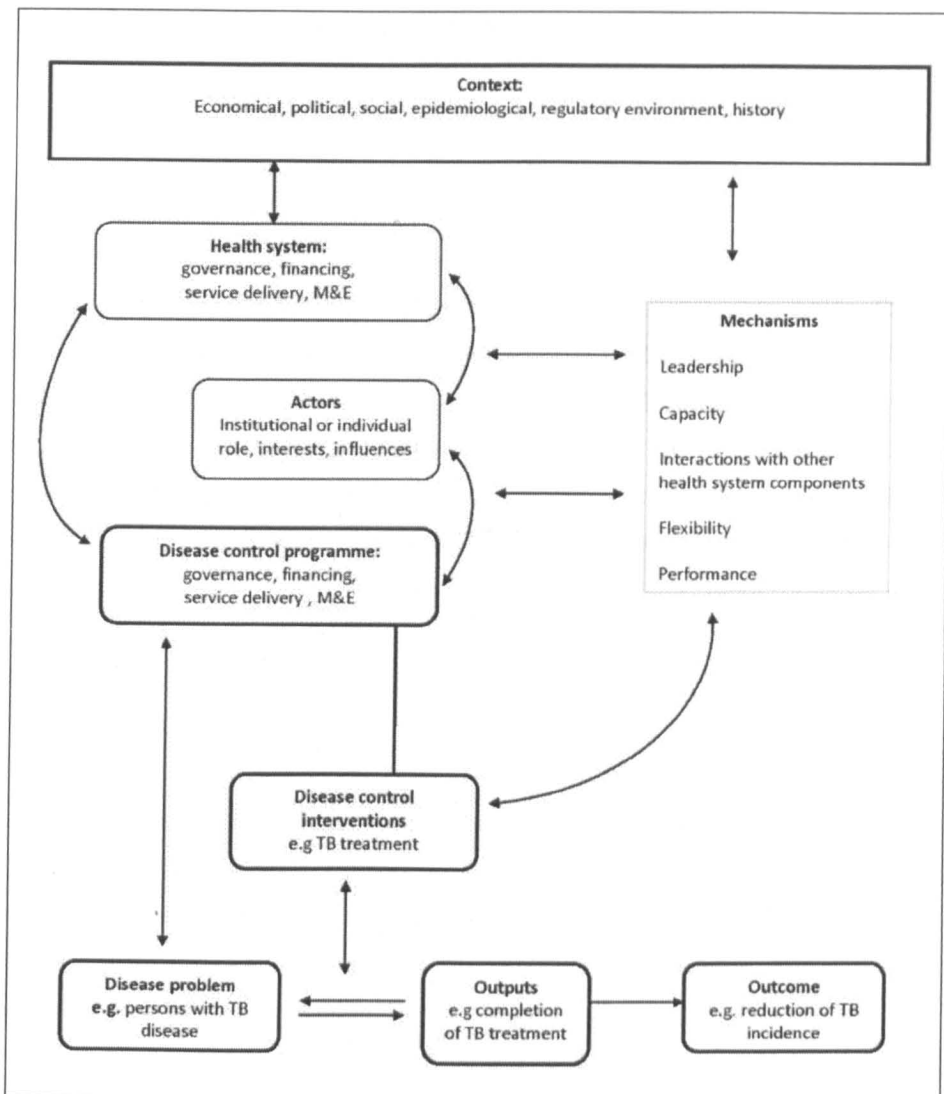 Context:
Economical, political, social, epidemiological, regulatory environment, history
Health system:
governance, financing,
service delivery, M&E
Actors
Institutional or individual
role, interests, influences
Disease control programme:
governance, financing,
service delivery , M&E
Mechanisms
Leadership
Capacity
Interactions with other
health system components
Flexibility
Performance
Disease control
interventions
e.g TB treatment
Disease problem
e.g. persons with TB
disease
Outputs
e.g completion
of TB treatment
Outcome
e.g. reduction of TB
incidence